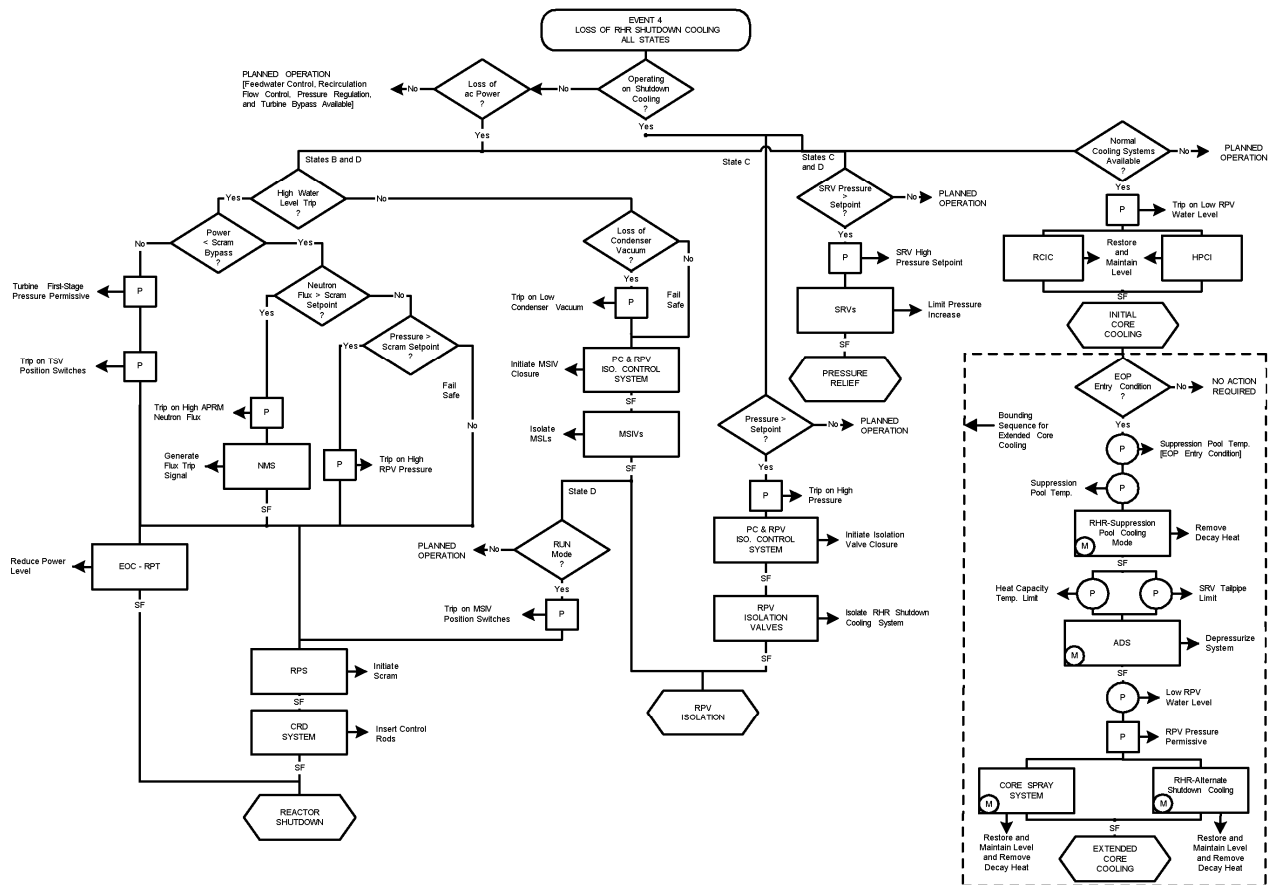 EVENT 4
LOSS OF RHR SHUTDOWN COOLING
ALL STATES
PLANNED OPERATION
[Feedwater Control, Recirculation
Flow Control, Pressure Regulation,
and Turbine Bypass Available]
No
Loss of
ac Power
?
No
Operating
on Shutdown
Cooling
?
Yes
Yes
States B and D
State C
States C
and D
Normal
Cooling Systems
Available
?
No
PLANNED
OPERATION
Yes
High Water
Level Trip
?
Yes
No
SRV Pressure
>
Setpoint
?
No
PLANNED
OPERATION
Yes
P
Trip on Low RPV
Water Level
Power
< Scram
Bypass
?
No
Yes
Loss of
Condenser
Vacuum
?
No
Yes
P
SRV High
Pressure Setpoint
RCIC
Restore
and
Maintain
Level
HPCI
SF
Turbine First-Stage
Pressure Permissive
P
Neutron
Flux > Scram
Setpoint
?
Yes
No
Trip on Low
Condenser Vacuum
P
Fail
Safe
SRVs
Limit Pressure
Increase
SF
INITIAL
CORE
COOLING
Trip on TSV
Position Switches
P
Pressure >
Scram Setpoint
?
Yes
No
Fail
Safe
Initiate MSIV
Closure
PC & RPV
ISO. CONTROL
SYSTEM
SF
PRESSURE
RELIEF
EOP
Entry Condition
?
No
NO ACTION
REQUIRED
Yes
Trip on High APRM
Neutron Flux
P
Isolate
MSLs
MSIVs
SF
Pressure >
Setpoint
?
No
PLANNED
OPERATION
Yes
Bounding
Sequence for
Extended Core
Cooling
P
Suppression Pool Temp.
[EOP Entry Condition]
Generate
Flux Trip
Signal
NMS
SF
P
Trip on High
RPV Pressure
State D
P
Trip on High
Pressure
Suppression
Pool Temp.
P
PLANNED
OPERATION
No
RUN
Mode
?
Yes
PC & RPV
ISO. CONTROL
SYSTEM
Initiate Isolation
Valve Closure
SF
RHR-Suppression
Pool Cooling
Mode
M
Remove
Decay Heat
SF
Reduce Power
Level
EOC - RPT
SF
Trip on MSIV
Position Switches
P
RPV
ISOLATION
VALVES
Isolate RHR Shutdown
Cooling System
SF
Heat Capacity
Temp. Limit
P
P
SRV Tailpipe
Limit
ADS
M
Depressurize
System
SF
RPS
Initiate
Scram
SF
RPV
ISOLATION
P
Low RPV
Water Level
CRD
SYSTEM
Insert Control
Rods
SF
P
RPV Pressure
Permissive
REACTOR
SHUTDOWN
CORE SPRAY
SYSTEM
M
RHR-Alternate
Shutdown Cooling
M
SF
Restore and
Maintain Level
and Remove
Decay Heat
EXTENDED
CORE
COOLING
Restore and
Maintain Level
and Remove
Decay Heat